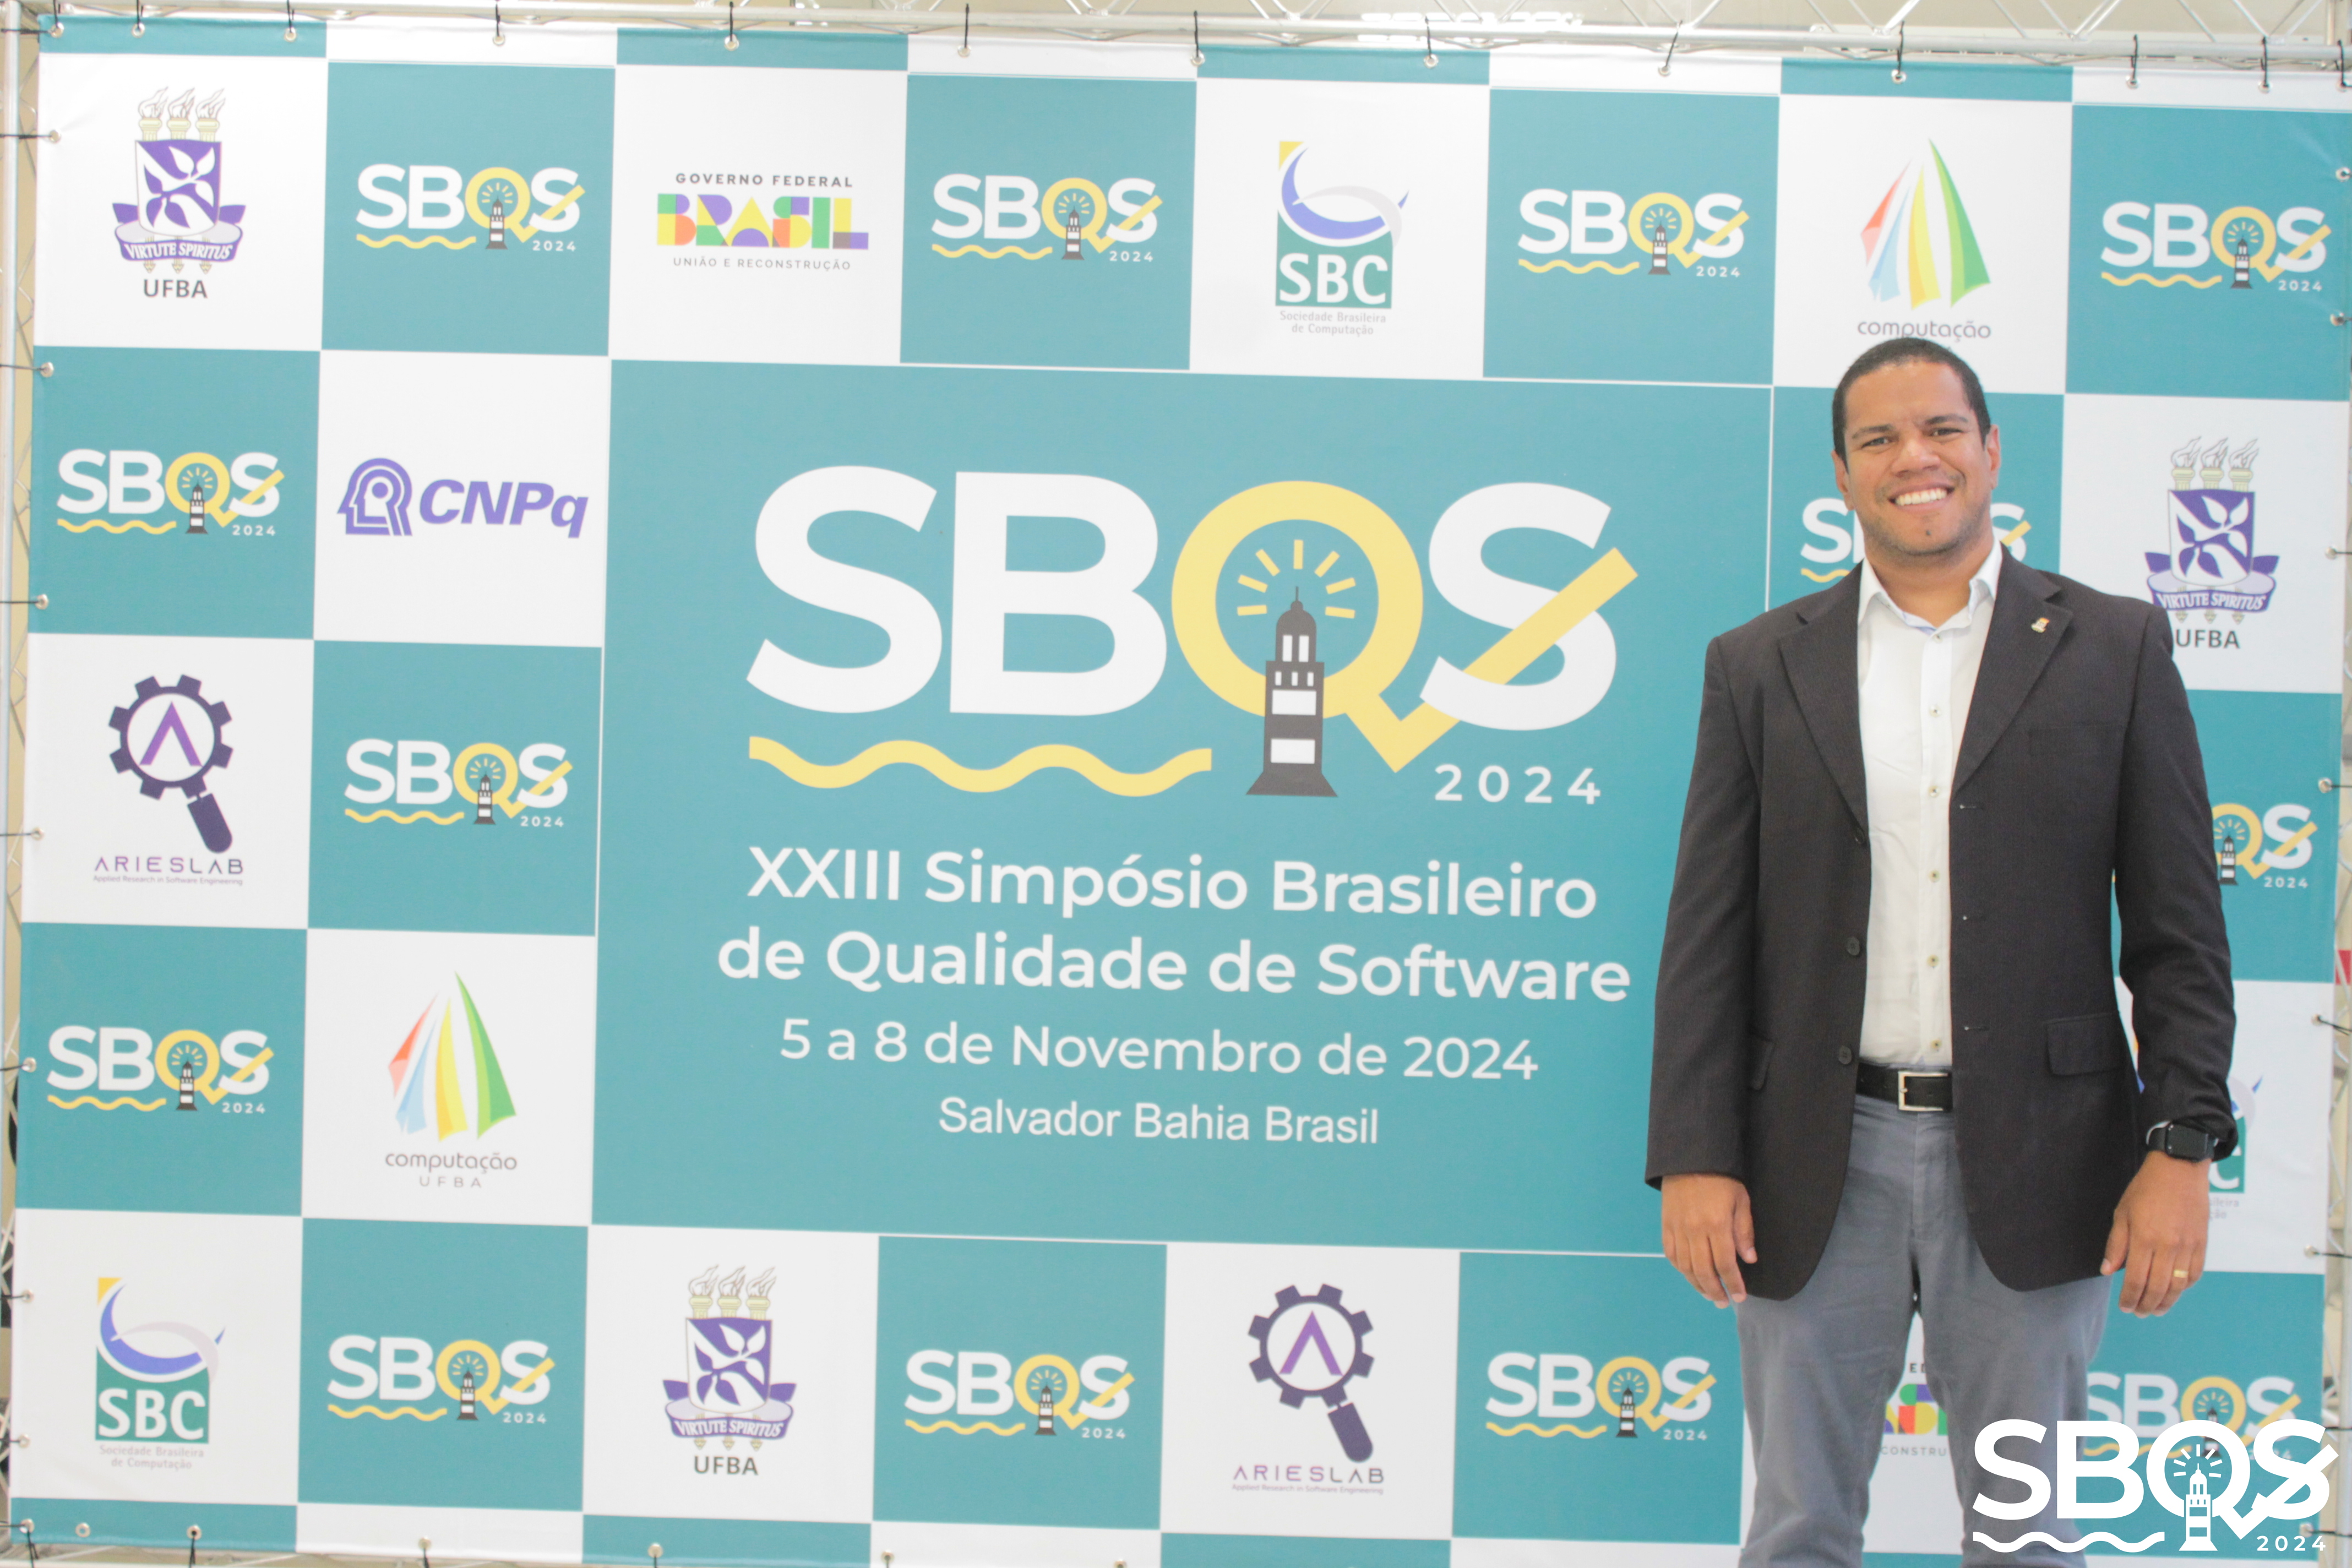 VIRTUTE SPIRITUS
UFBA
SBQS
2024
GOVERNO FEDERAL
BRASIL
UNIÃO E RECONSTRUÇÃO
SBQS
2024
SBC
Sociedade Brasileira
de Computação
SBQS
2024
computação
SBQS
2024
SBQS
2024
CNPq
SBQS
2024
XXIII Simpósio Brasileiro
de Qualidade de Software
5 a 8 de Novembro de 2024
Salvador Bahia Brasil
VIRTUTE SPIRITUS
UFBA
ARIESLAB
Applied Research in Software Engineering
SBQS
2024
QS
2024
SBQS
2024
computação
UFBA
SBC
Sociedade Brasileira
de Computação
SBQS
2024
VIRTUTE SPIRITUS
UFBA
SBQS
2024
ARIESLAB
Applied Research in Software Engineering
SBQS
2024
SBQS
SBQS
2024